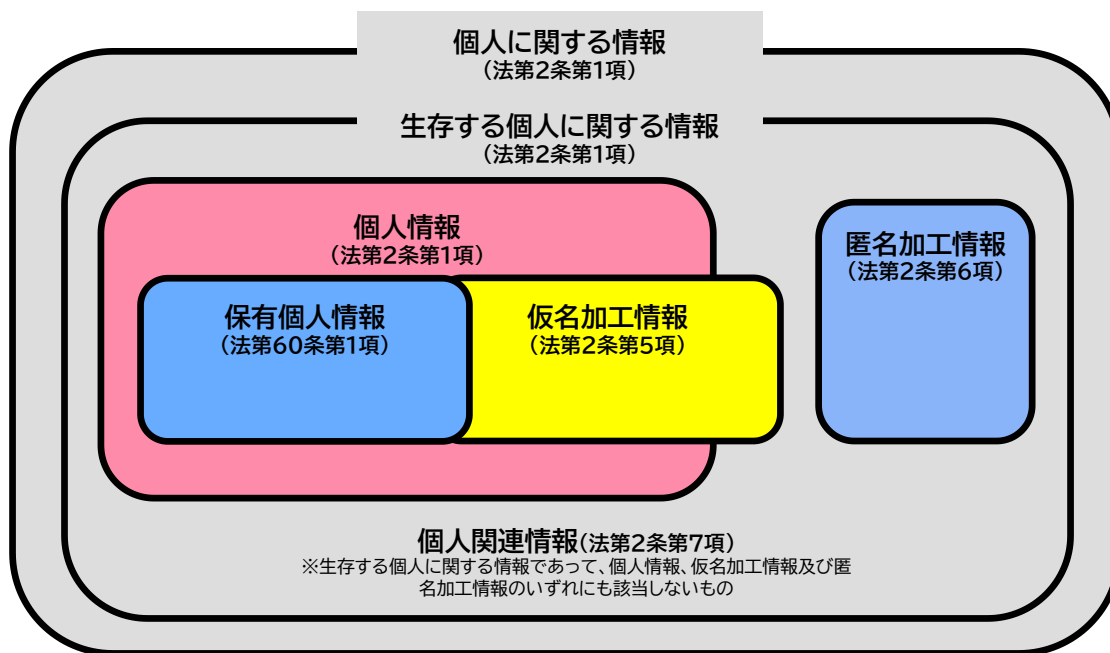 個人に関する情報
(法第2条第1項)
生存する個人に関する情報
(法第2条第1項)
個人情報
(法第2条第1項)
保有個人情報
(法第60条第1項)
仮名加工情報
(法第2条第5項)
匿名加工情報
(法第2条第6項)
個人関連情報(法第2条第7項)
※生存する個人に関する情報であって、個人情報、仮名加工情報及び匿
名加工情報のいずれにも該当しないもの